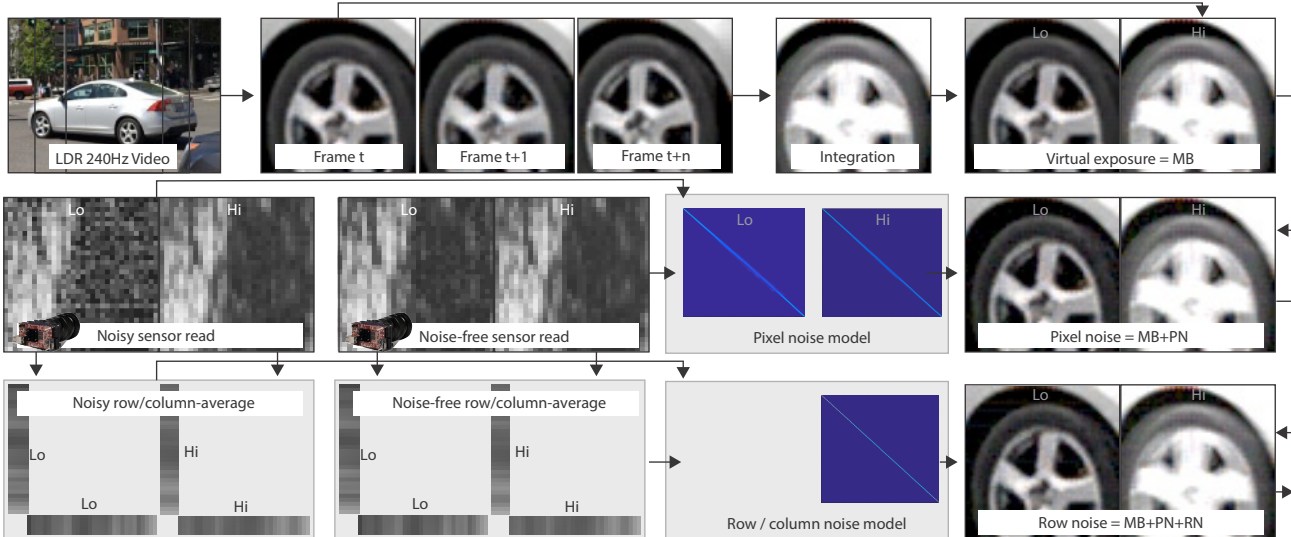 Lo
Hi
LDR 240Hz Video
Frame t
Frame t+1
Frame t+n
Integration
Virtual exposure = MB
Lo
Hi
Lo
Hi
Lo
Hi
Lo
Hi
Noisy sensor read
Noise-free sensor read
Pixel noise model
Pixel noise = MB+PN
Noisy row/column-average
Noise-free row/column-average
Lo
Hi
Lo
Hi
Lo
Hi
Lo
Hi
Lo
Hi
Row / column noise model
Row noise = MB+PN+RN